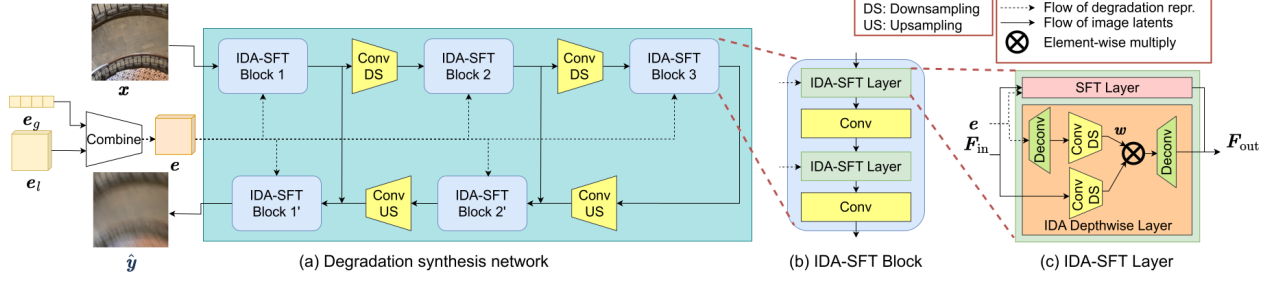 DS: Downsampling
US: Upsampling
Flow of degradation repr.
Flow of image latents
Element-wise multiply
x
e_g
e_l
Combine
e
ŷ
IDA-SFT
Block 1
Conv
DS
IDA-SFT
Block 2
Conv
DS
IDA-SFT
Block 3
IDA-SFT
Block 1'
Conv
US
IDA-SFT
Block 2'
Conv
US
(a) Degradation synthesis network
IDA-SFT Layer
Conv
IDA-SFT Layer
Conv
(b) IDA-SFT Block
SFT Layer
e
F_in
Deconv
Conv
DS
w
Conv
DS
Deconv
F_out
IDA Depthwise Layer
(c) IDA-SFT Layer